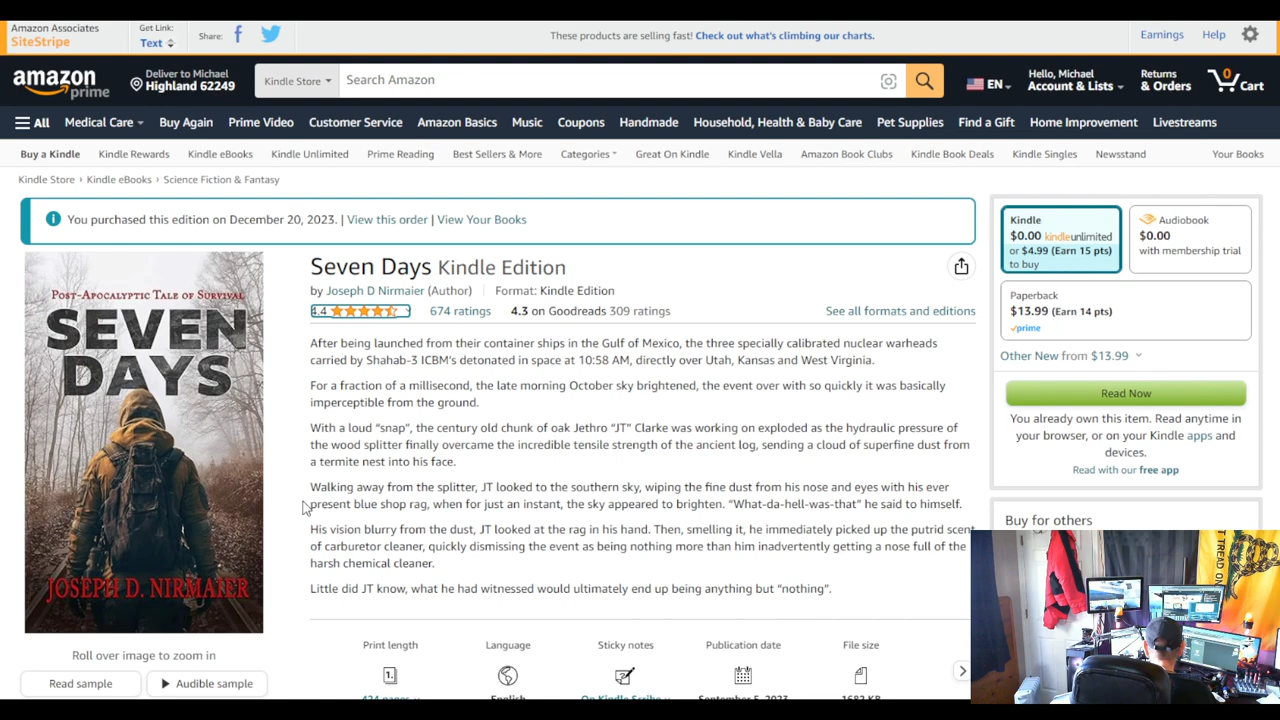 Amazon Associates
SiteStripe
Get Link:
Text
Share:
These products are selling fast! Check out what's climbing our charts.
Earnings
Help
amazon
prime
Deliver to Michael
Highland 62249
Kindle Store
Search Amazon
EN
Hello, Michael
Account & Lists
Returns
& Orders
0
Cart
All
Medical Care
Buy Again
Prime Video
Customer Service
Amazon Basics
Music
Coupons
Handmade
Household, Health & Baby Care
Pet Supplies
Find a Gift
Home Improvement
Livestreams
Buy a Kindle
Kindle Rewards
Kindle eBooks
Kindle Unlimited
Prime Reading
Best Sellers & More
Categories
Great On Kindle
Kindle Vella
Amazon Book Clubs
Kindle Book Deals
Kindle Singles
Newsstand
Your Books
Kindle Store › Kindle eBooks › Science Fiction & Fantasy
You purchased this edition on December 20, 2023. | View this order | View Your Books
POST-APOCALYPTIC TALE OF SURVIVAL
SEVEN
DAYS
JOSEPH D. NIRMAIER
Roll over image to zoom in
Read sample
Audible sample
Seven Days Kindle Edition
by Joseph D Nirmaier (Author)
Format: Kindle Edition
4.4
674 ratings
4.3 on Goodreads 309 ratings
See all formats and editions
After being launched from their container ships in the Gulf of Mexico, the three specially calibrated nuclear warheads
carried by Shahab-3 ICBM's detonated in space at 10:58 AM, directly over Utah, Kansas and West Virginia.
For a fraction of a millisecond, the late morning October sky brightened, the event over with so quickly it was basically
imperceptible from the ground.
With a loud "snap", the century old chunk of oak Jethro "JT" Clarke was working on exploded as the hydraulic pressure of
the wood splitter finally overcame the incredible tensile strength of the ancient log, sending a cloud of superfine dust from
a termite nest into his face.
Walking away from the splitter, JT looked to the southern sky, wiping the fine dust from his nose and eyes with his ever
present blue shop rag, when for just an instant, the sky appeared to brighten. "What-da-hell-was-that" he said to himself.
His vision blurry from the dust, JT looked at the rag in his hand. Then, smelling it, he immediately picked up the putrid scent
of carburetor cleaner, quickly dismissing the event as being nothing more than him inadvertently getting a nose full of the
harsh chemical cleaner.
Little did JT know, what he had witnessed would ultimately end up being anything but "nothing".
Print length
Language
Sticky notes
Publication date
File size
424 pages
English
On Kindle Scribe
September 5, 2023
1682 KB
Kindle
$0.00 kindleunlimited
or $4.99 (Earn 15 pts)
to buy
Audiobook
$0.00
with membership trial
Paperback
$13.99 (Earn 14 pts)
prime
Other New from $13.99
Read Now
You already own this item. Read anytime in
your browser, or on your Kindle apps and
devices.
Read with our free app
Buy for others